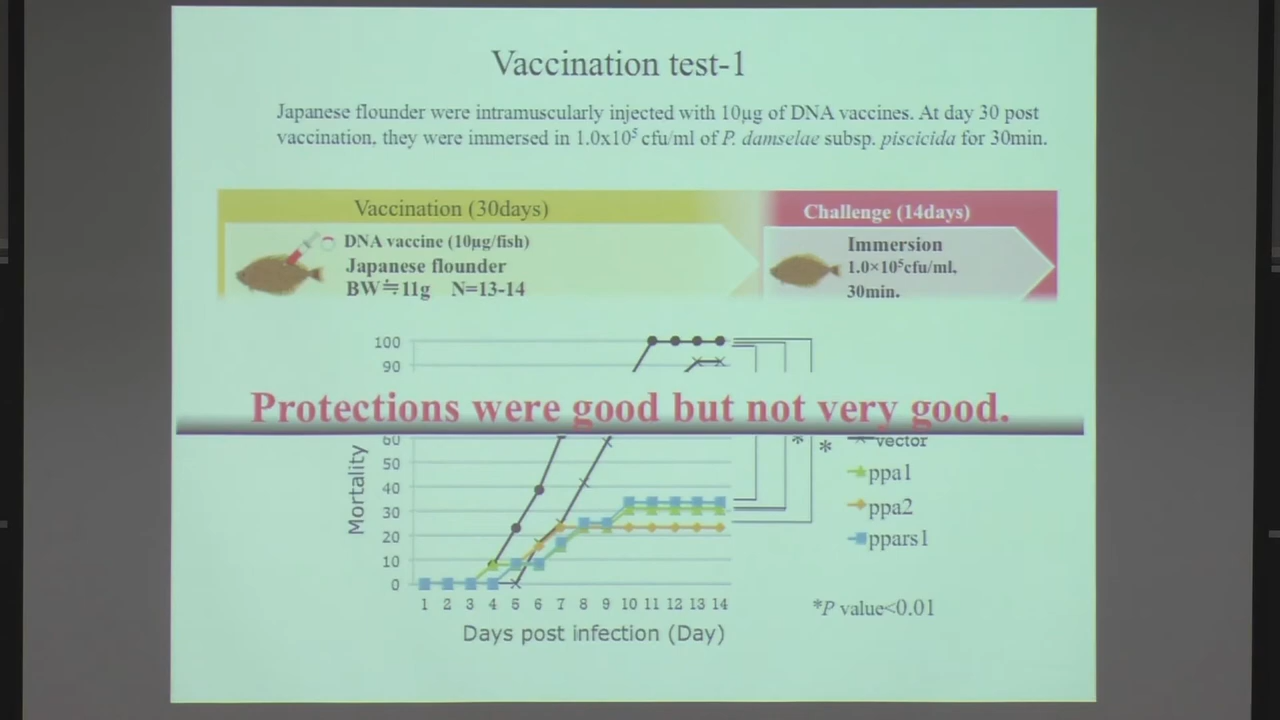 Vaccination test-1
Japanese flounder were intramuscularly injected with 10μg of DNA vaccines. At day 30 post
vaccination, they were immersed in 1.0x10⁵ cfu/ml of P. damselae subsp. piscicida for 30min.
Vaccination (30days)
DNA vaccine (10μg/fish)
Japanese flounder
BW≒11g N=13-14
Challenge (14days)
Immersion
1.0×10⁵cfu/ml,
30min.
100
90
Protections were good but not very good.
60
50
40
30
20
10
0
Mortality
1 2 3 4 5 6 7 8 9 10 11 12 13 14
Days post infection (Day)
* *
vector
ppa1
ppa2
ppars1
*P value<0.01